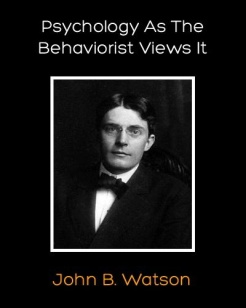 Psychology As The
Behaviorist Views It
John B. Watson